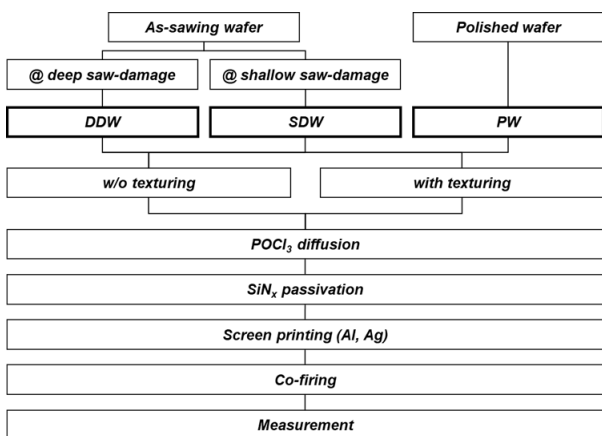 As-sawing wafer
Polished wafer
@ deep saw-damage
@ shallow saw-damage
DDW
SDW
PW
w/o texturing
with texturing
POCl₃ diffusion
SiNₓ passivation
Screen printing (Al, Ag)
Co-firing
Measurement